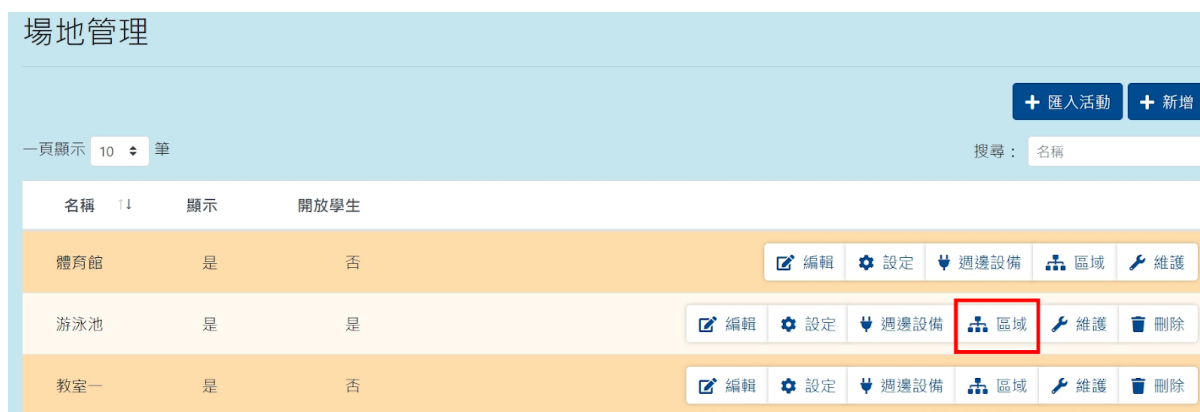 場地管理
匯入活動 新增
一頁顯示 10 筆 搜尋： 名稱
名稱 顯示 開放學生
體育館 是 否 編輯 設定 週邊設備 區域 維護
游泳池 是 是 編輯 設定 週邊設備 區域 維護 刪除
教室一 是 否 編輯 設定 週邊設備 區域 維護 刪除